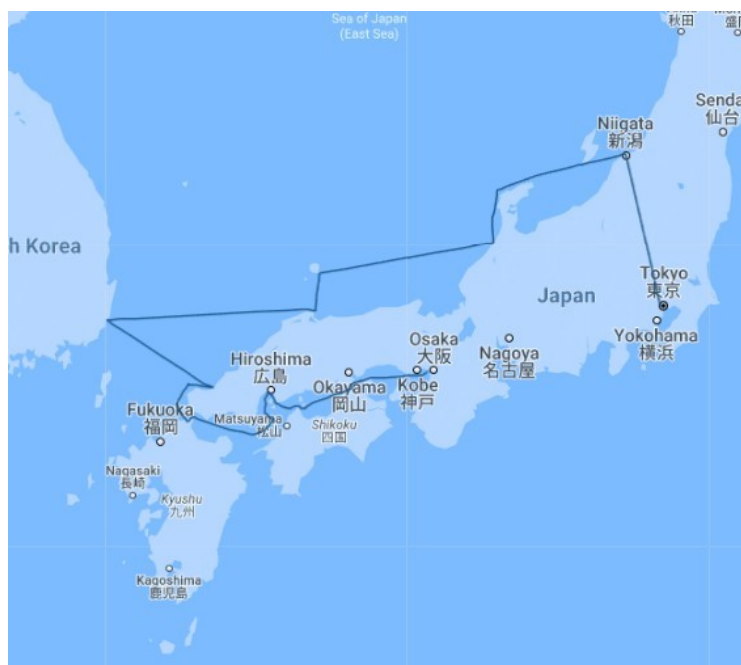 Sea of Japan
(East Sea)
秋田
盛
Niigata
新潟
Senda
仙台
h Korea
Tokyo
東京
Japan
Yokohama
横浜
Nagoya
名古屋
Osaka
大阪
Kobe
神戸
Okayama
岡山
Hiroshima
広島
Matsuyama
松山
Shikoku
四国
Fukuoka
福岡
Nagasaki
長崎
Kyushu
九州
Kagoshima
鹿児島